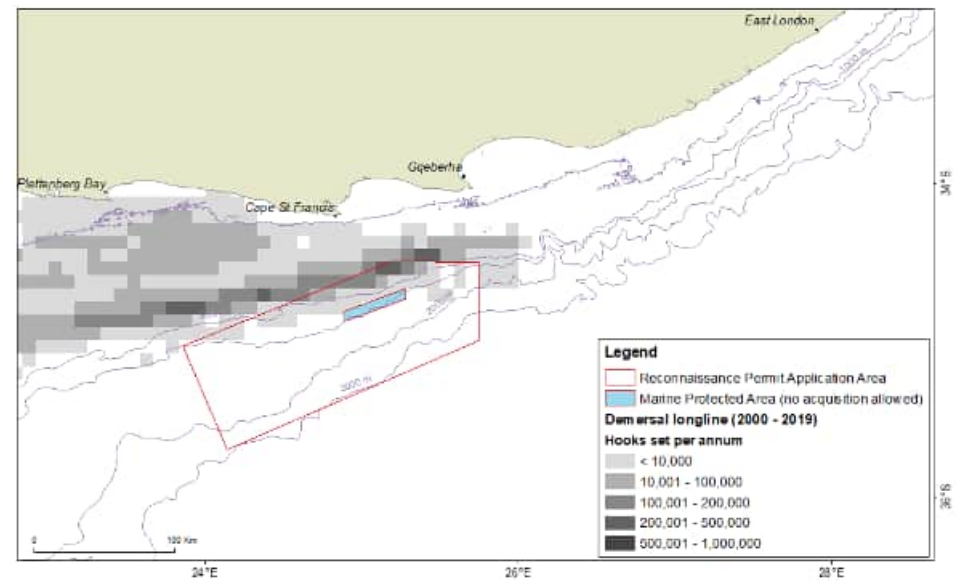 East London
1000 m
Gqeberha
Plettenberg Bay
Cape St Francis
34°S
3000 m
Legend
Reconnaissance Permit Application Area
Marine Protected Area (no acquisition allowed)
Demersal longline (2000 - 2019)
Hooks set per annum
< 10,000
10,001 - 100,000
100,001 - 200,000
200,001 - 500,000
500,001 - 1,000,000
36°S
0 100 Km
24°E 26°E 28°E